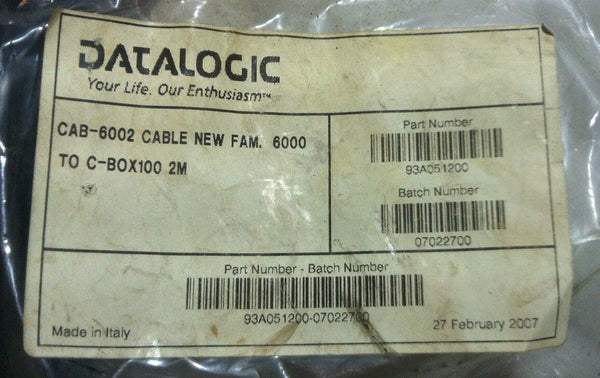 DATALOGIC
Your Life. Our Enthusiasm™
CAB-6002 CABLE NEW FAM. 6000
TO C-BOX100 2M
Part Number
93A051200
Batch Number
07022700
Part Number - Batch Number
93A051200-07022700
Made in Italy
27 February 2007